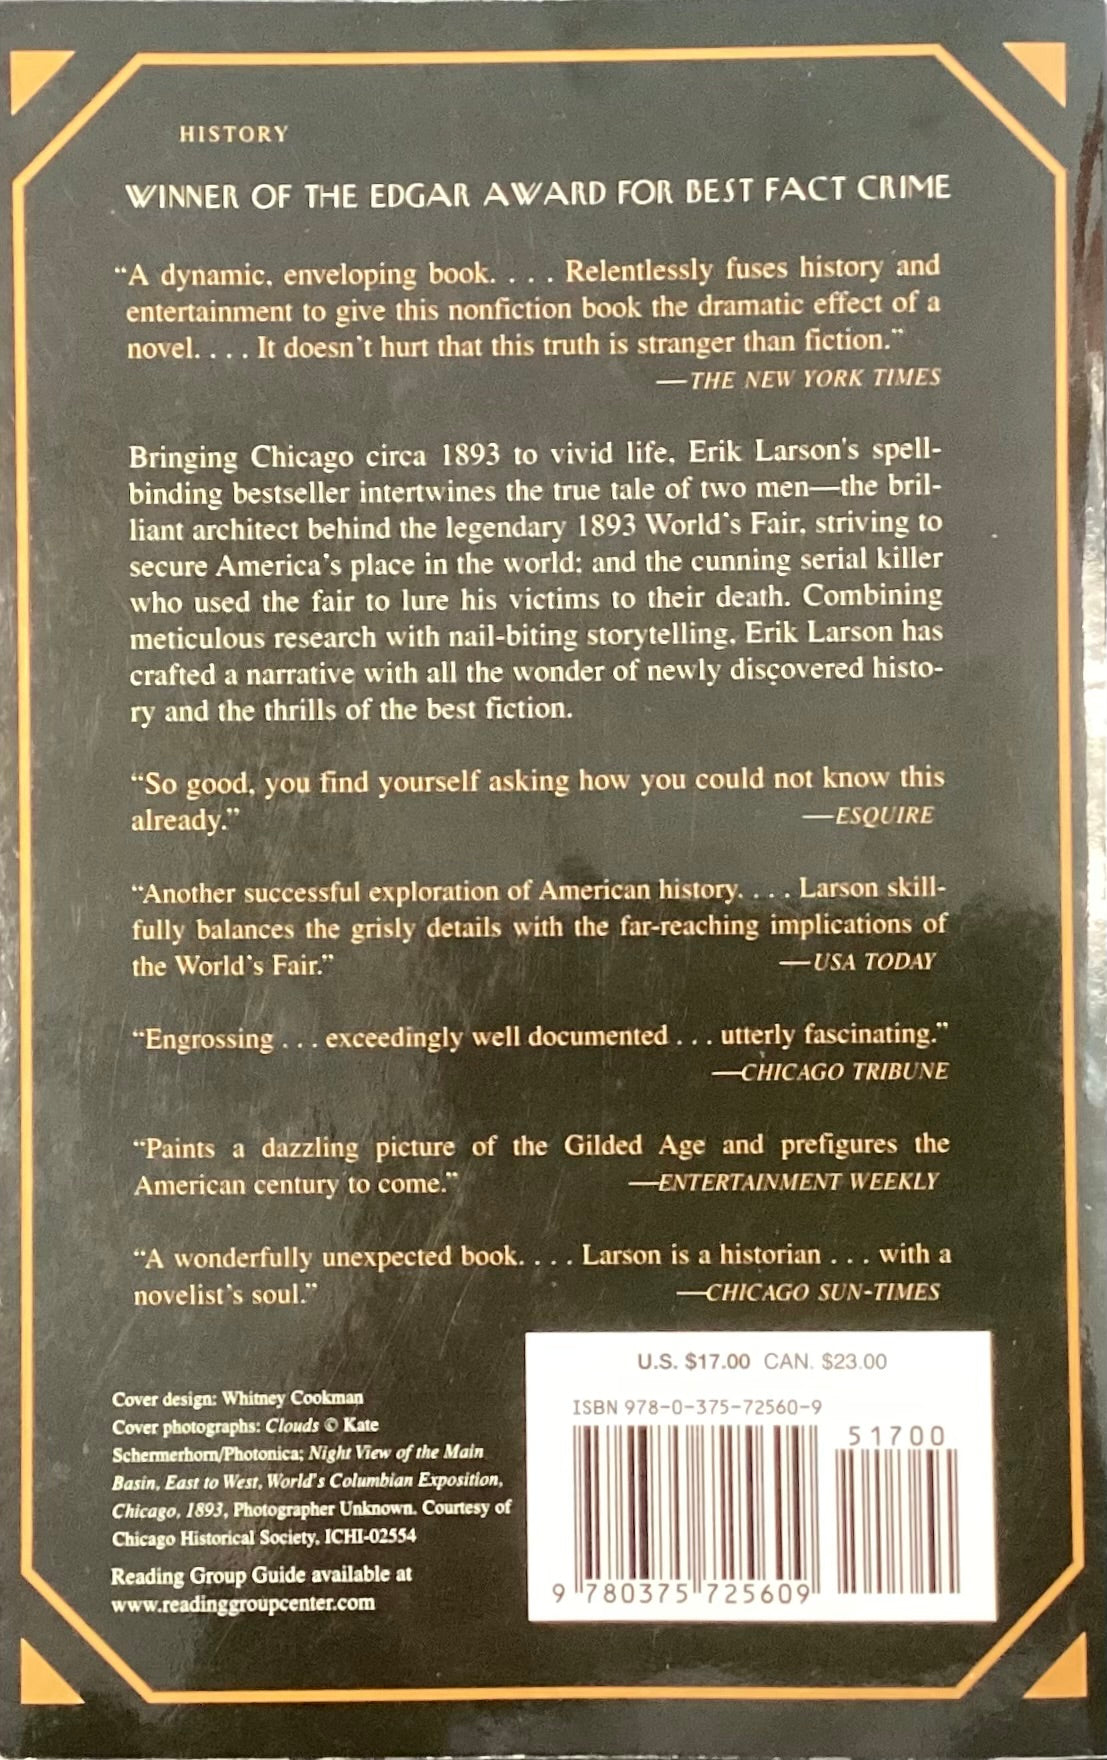 HISTORY
WINNER OF THE EDGAR AWARD FOR BEST FACT CRIME
“A dynamic, enveloping book. . . . Relentlessly fuses history and
entertainment to give this nonfiction book the dramatic effect of a
novel. . . . It doesn't hurt that this truth is stranger than fiction.”
—THE NEW YORK TIMES
Bringing Chicago circa 1893 to vivid life, Erik Larson's spell-
binding bestseller intertwines the true tale of two men—the bril-
liant architect behind the legendary 1893 World's Fair, striving to
secure America's place in the world; and the cunning serial killer
who used the fair to lure his victims to their death. Combining
meticulous research with nail-biting storytelling, Erik Larson has
crafted a narrative with all the wonder of newly discovered histo-
ry and the thrills of the best fiction.
“So good, you find yourself asking how you could not know this
already.” —ESQUIRE
“Another successful exploration of American history. . . . Larson skill-
fully balances the grisly details with the far-reaching implications of
the World's Fair.” —USA TODAY
“Engrossing . . . exceedingly well documented . . . utterly fascinating.”
—CHICAGO TRIBUNE
“Paints a dazzling picture of the Gilded Age and prefigures the
American century to come.” —ENTERTAINMENT WEEKLY
“A wonderfully unexpected book. . . . Larson is a historian . . . with a
novelist's soul.” —CHICAGO SUN-TIMES
Cover design: Whitney Cookman
Cover photographs: Clouds © Kate
Schermerhorn/Photonica; Night View of the Main
Basin, East to West, World's Columbian Exposition,
Chicago, 1893, Photographer Unknown. Courtesy of
Chicago Historical Society, ICHI-02554
Reading Group Guide available at
www.readinggroupcenter.com
U.S. $17.00 CAN. $23.00
ISBN 978-0-375-72560-9
51700
9 780375 725609